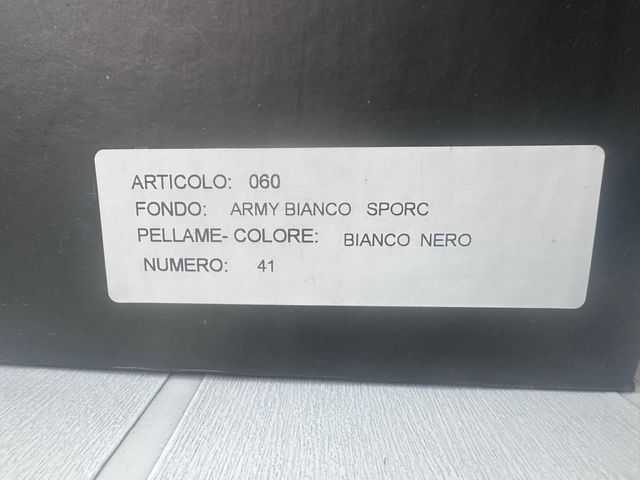 ARTICOLO: 060
FONDO: ARMY BIANCO SPORC
PELLAME- COLORE: BIANCO NERO
NUMERO: 41